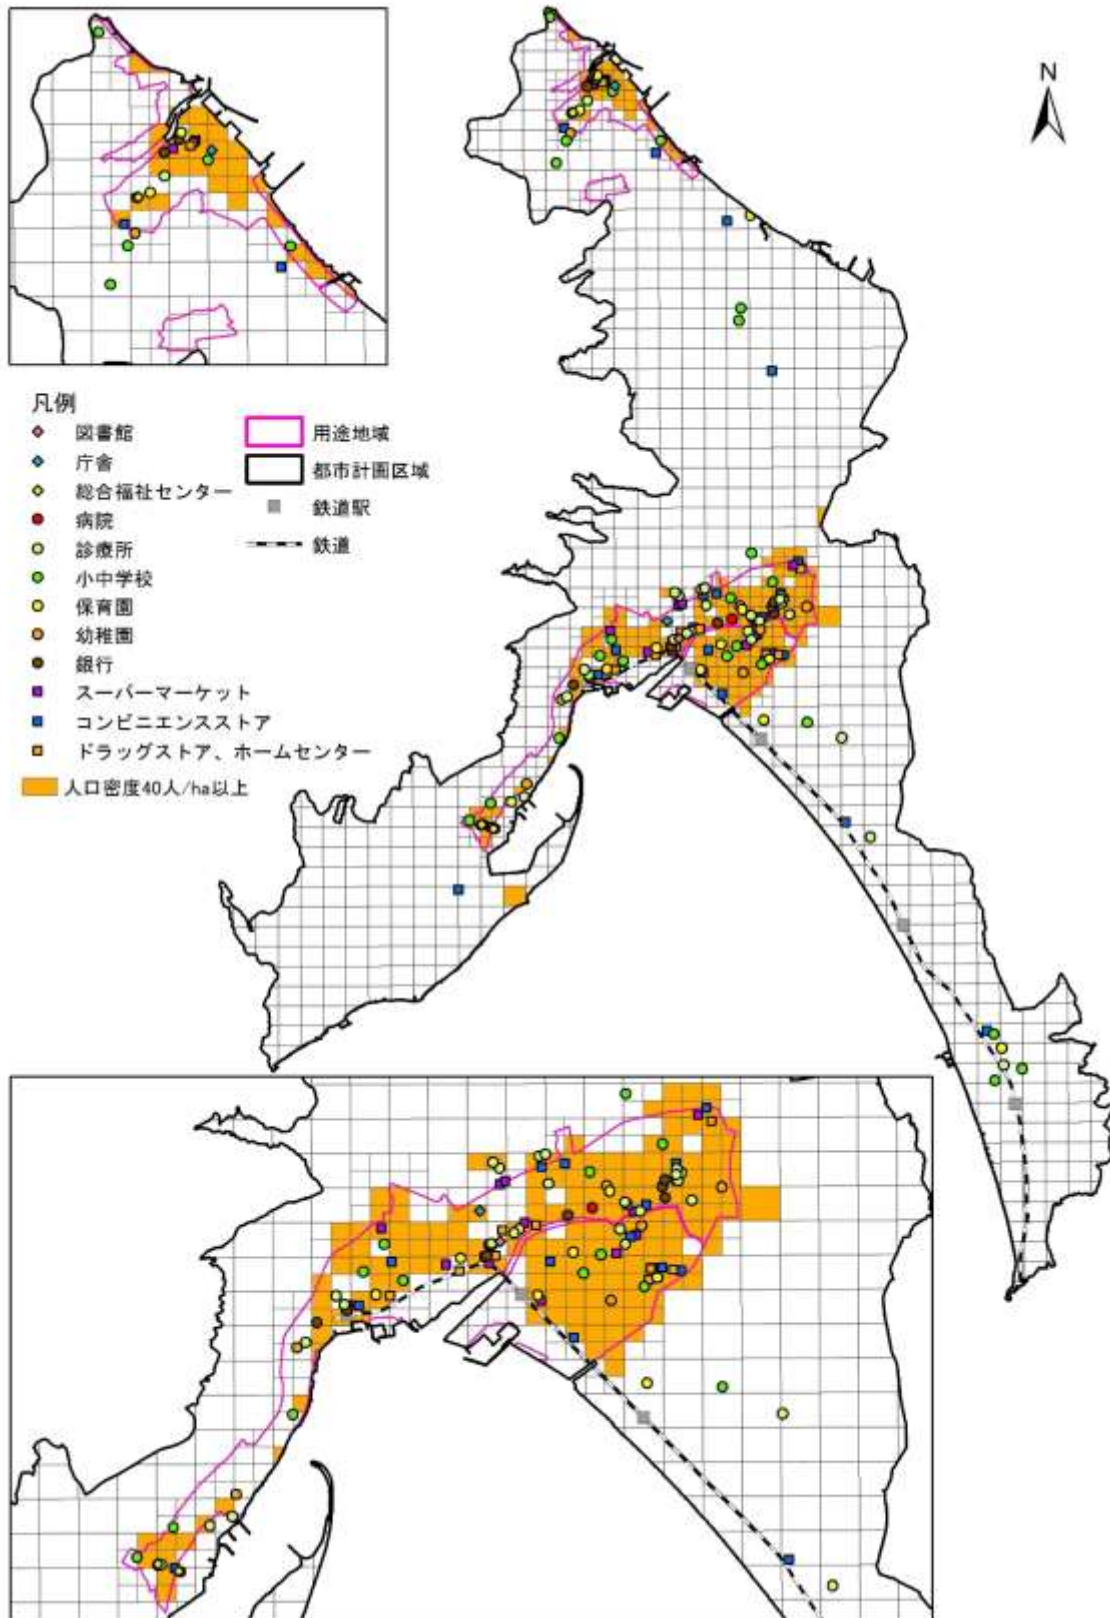 N
凡例
図書館
庁舎
総合福祉センター
病院
診療所
小中学校
保育園
幼稚園
銀行
スーパーマーケット
コンビニエンスストア
ドラッグストア、ホームセンター
人口密度40人/ha以上
用途地域
都市計画区域
鉄道駅
鉄道